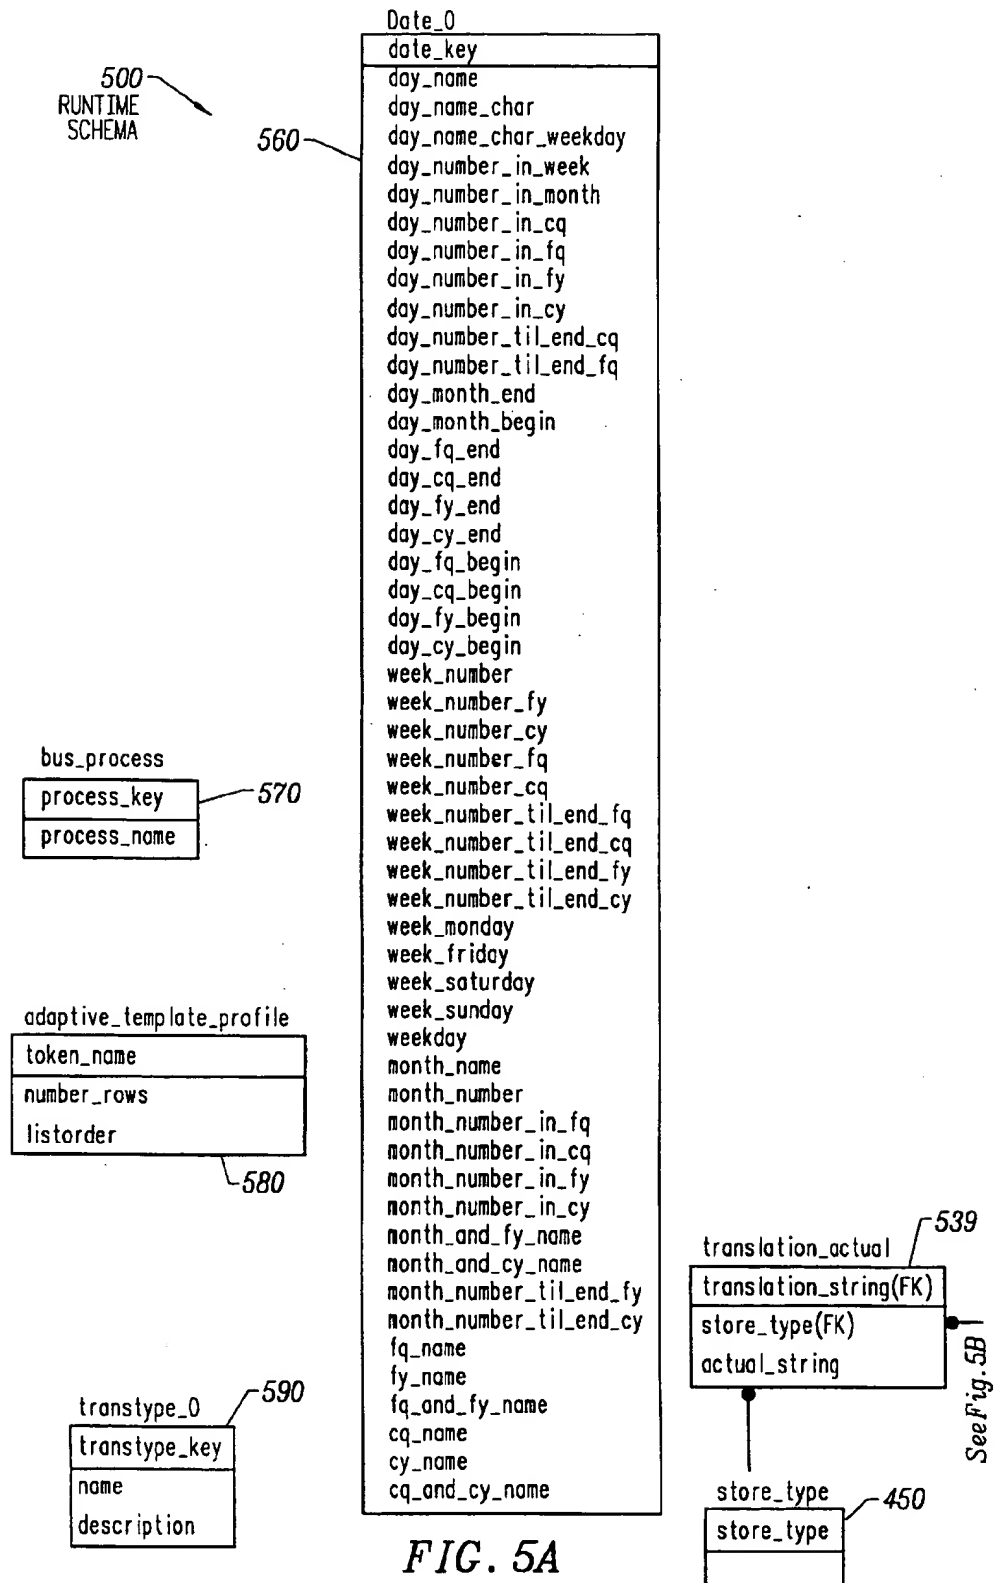 500
RUNTIME
SCHEMA
Date_0
560
date_key
day_name
day_name_char
day_name_char_weekday
day_number_in_week
day_number_in_month
day_number_in_cq
day_number_in_fq
day_number_in_fy
day_number_in_cy
day_number_til_end_cq
day_number_til_end_fq
day_month_end
day_month_begin
day_fq_end
day_cq_end
day_fy_end
day_cy_end
day_fq_begin
day_cq_begin
day_fy_begin
day_cy_begin
week_number
week_number_fy
week_number_cy
week_number_fq
week_number_cq
week_number_til_end_fq
week_number_til_end_cq
week_number_til_end_fy
week_number_til_end_cy
week_monday
week_friday
week_saturday
week_sunday
weekday
month_name
month_number
month_number_in_fq
month_number_in_cq
month_number_in_fy
month_number_in_cy
month_and_fy_name
month_and_cy_name
month_number_til_end_fy
month_number_til_end_cy
fq_name
fy_name
fq_and_fy_name
cq_name
cy_name
cq_and_cy_name
bus_process
process_key
570
process_name
adaptive_template_profile
token_name
number_rows
listorder
580
transtype_0
590
transtype_key
name
description
translation_actual
539
translation_string(FK)
store_type(FK)
actual_string
See Fig. 5B
store_type
450
store_type
FIG. 5A